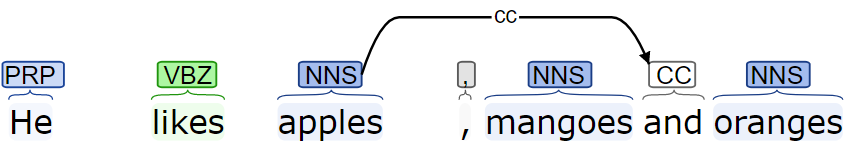 CC
PRP VBZ NNS , NNS CC NNS
He likes apples , mangoes and oranges